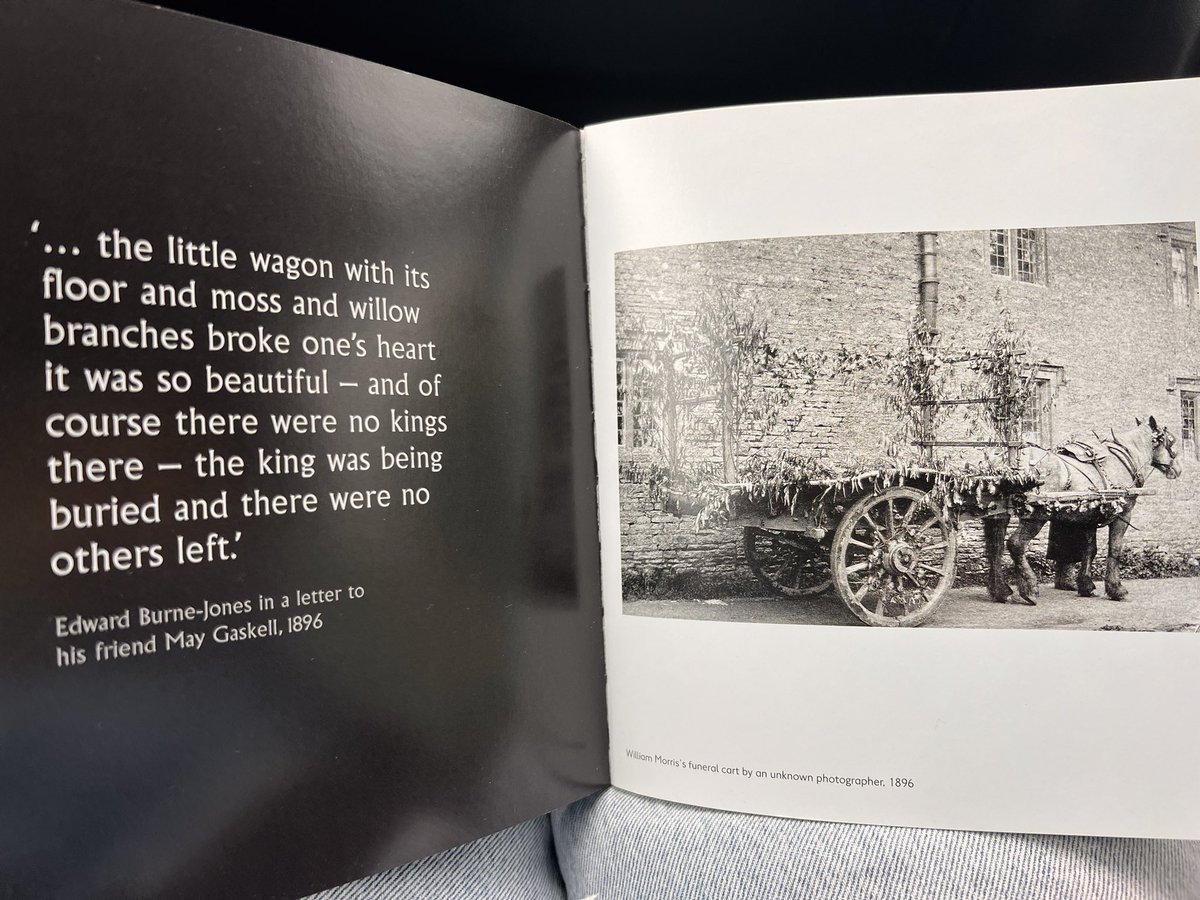 ‘... the little wagon with its
floor and moss and willow
branches broke one’s heart
it was so beautiful – and of
course there were no kings
there – the king was being
buried and there were no
others left.’
Edward Burne-Jones in a letter to
his friend May Gaskell, 1896
William Morris’s funeral cart by an unknown photographer, 1896